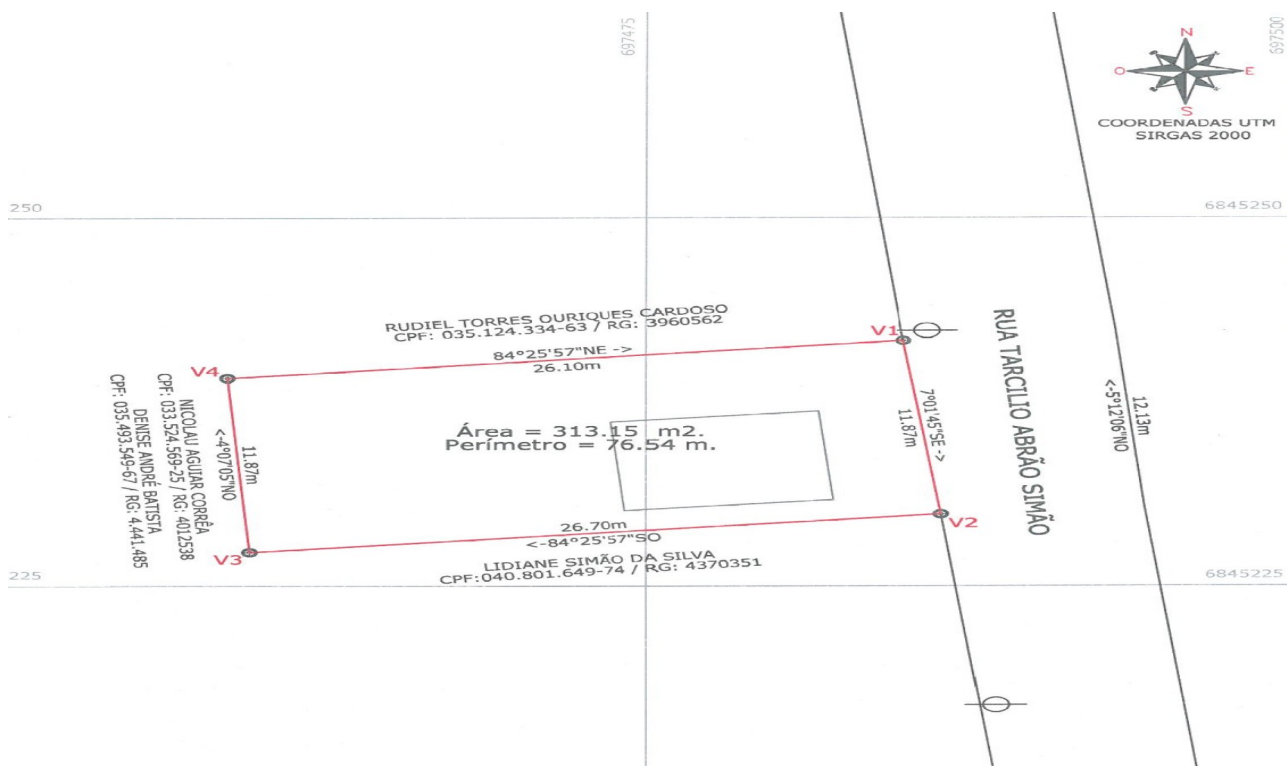 697475
697500
N
O
E
S
COORDENADAS UTM
SIRGAS 2000
250
6845250
RUDIEL TORRES OURIQUES CARDOSO
CPF: 035.124.334-63 / RG: 3960562
84°25'57"NE ->
26.10m
V1
V4
RUA TARCILIO ABRÃO SIMÃO
7°01'45"SE ->
11.87m
12.13m
<-5°12'06"NO
Área = 313.15 m2.
Perímetro = 76.54 m.
11.87m
<-4°07'05"NO
NICOLAU AGUIAR CORRÊA
CPF: 033.524.569-25 / RG: 4012538
DENISE ANDRÉ BATISTA
CPF: 035.493.549-67 / RG: 4.441.485
V2
V3
26.70m
<-84°25'57"SO
LIDIANE SIMÃO DA SILVA
CPF:040.801.649-74 / RG: 4370351
225
6845225